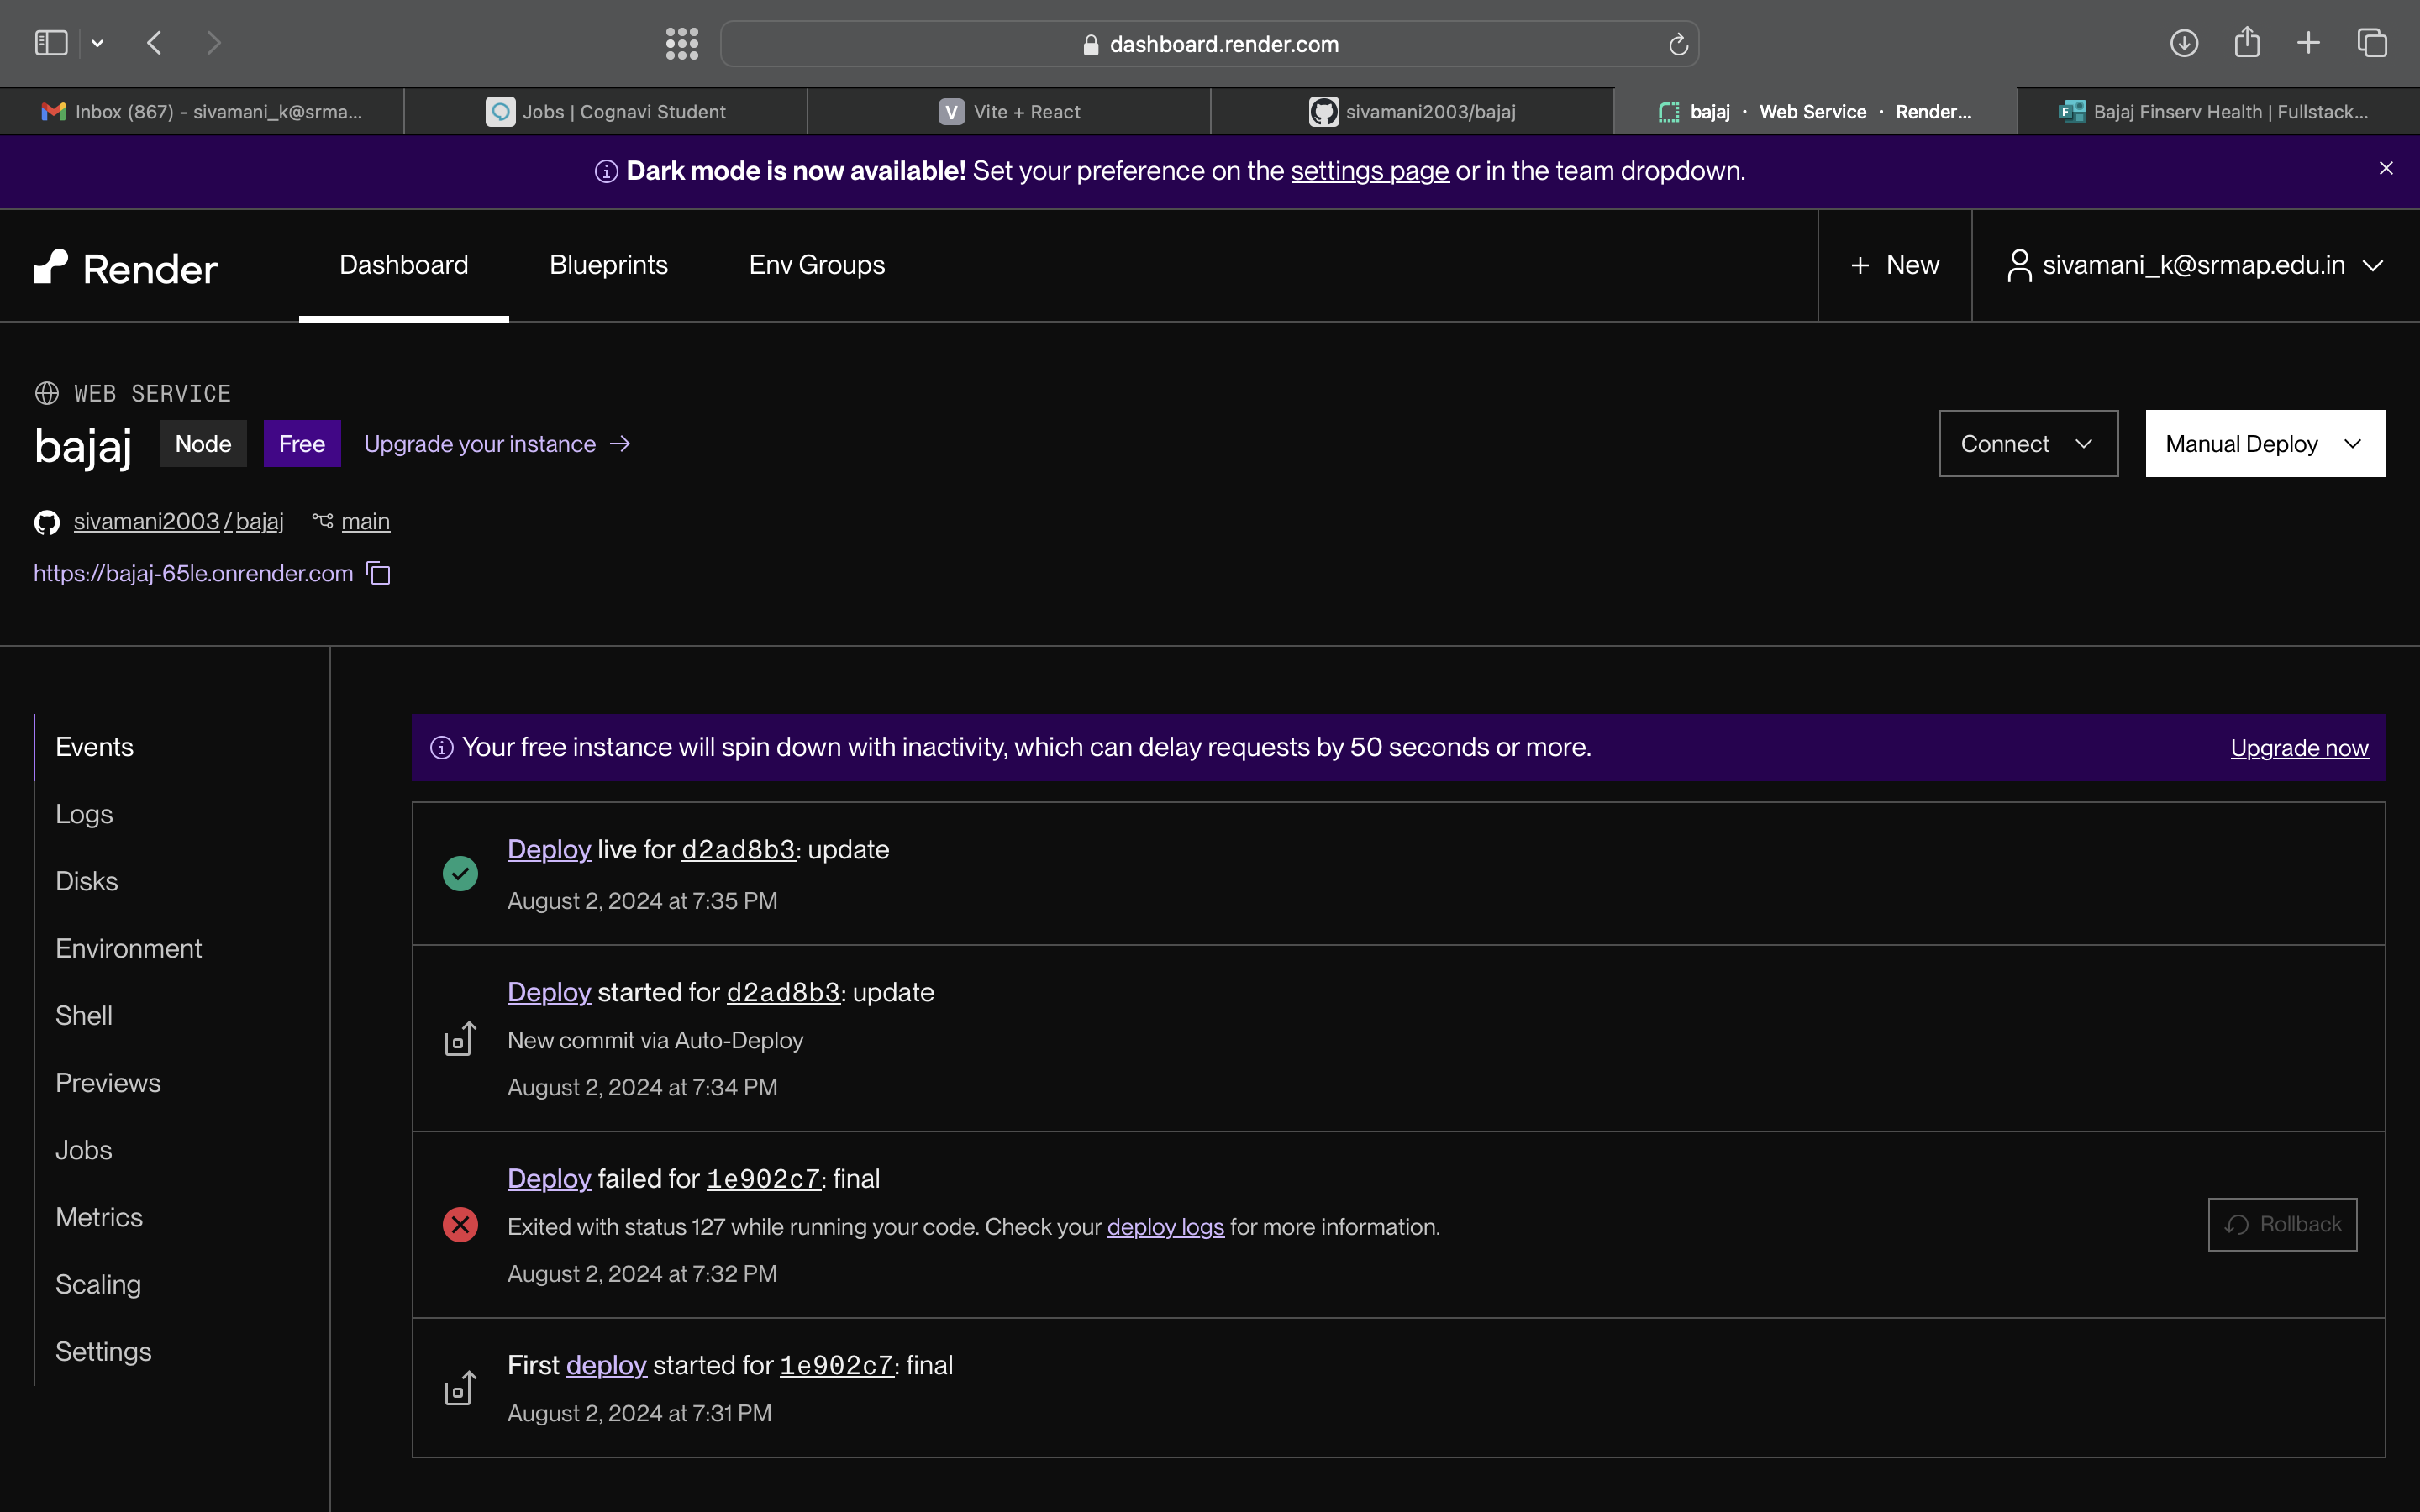 dashboard.render.com
Inbox (867) - sivamani_k@srma...
Jobs | Cognavi Student
V Vite + React
sivamani2003/bajaj
bajaj · Web Service · Render...
F Bajaj Finserv Health | Fullstack...
Dark mode is now available! Set your preference on the settings page or in the team dropdown.
Render
Dashboard
Blueprints
Env Groups
+ New
sivamani_k@srmap.edu.in
WEB SERVICE
bajaj Node Free Upgrade your instance →
Connect
Manual Deploy
sivamani2003 / bajaj main
https://bajaj-65le.onrender.com
Events
Logs
Disks
Environment
Shell
Previews
Jobs
Metrics
Scaling
Settings
Your free instance will spin down with inactivity, which can delay requests by 50 seconds or more.
Upgrade now
Deploy live for d2ad8b3: update
August 2, 2024 at 7:35 PM
Deploy started for d2ad8b3: update
New commit via Auto-Deploy
August 2, 2024 at 7:34 PM
Deploy failed for 1e902c7: final
Exited with status 127 while running your code. Check your deploy logs for more information.
August 2, 2024 at 7:32 PM
Rollback
First deploy started for 1e902c7: final
August 2, 2024 at 7:31 PM